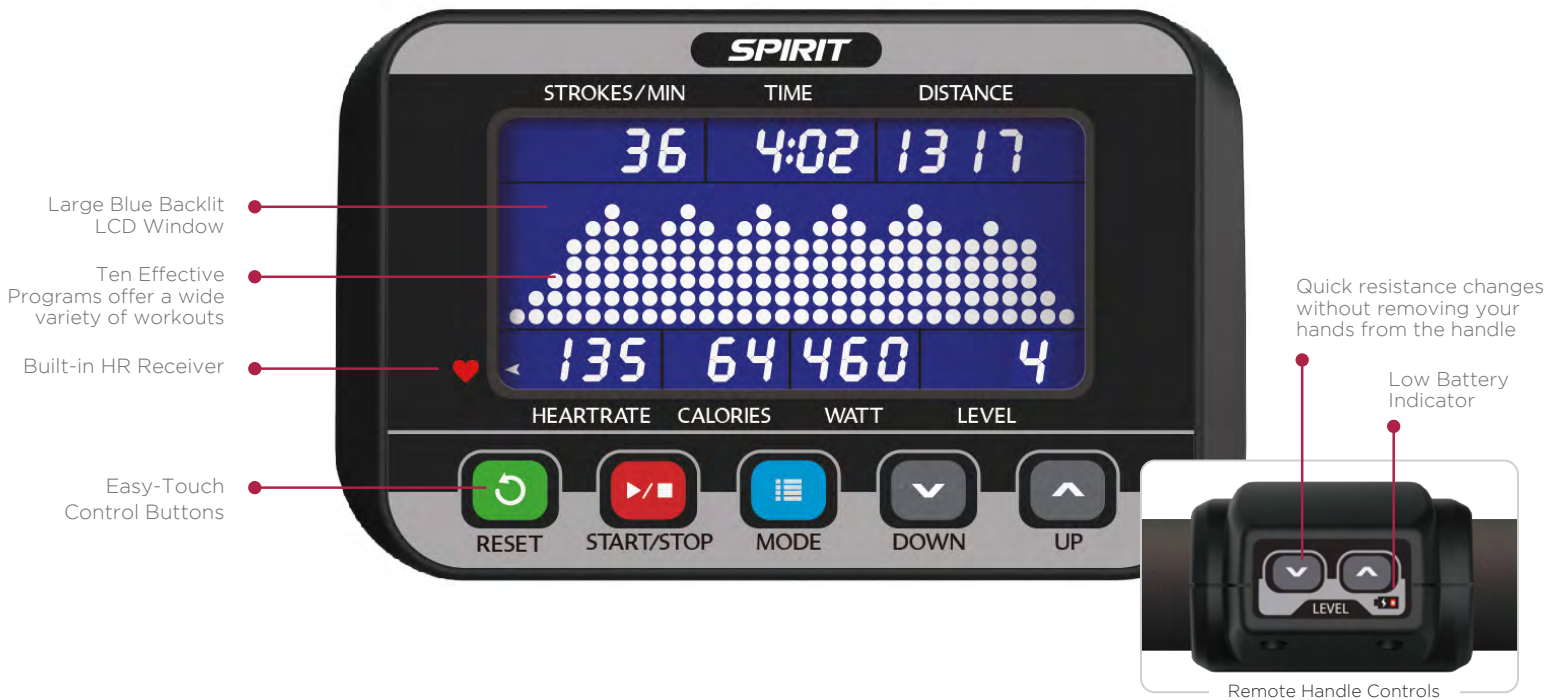 SPIRIT
STROKES/MIN TIME DISTANCE
36 4:02 1317
Large Blue Backlit
LCD Window
Ten Effective
Programs offer a wide
variety of workouts
Built-in HR Receiver
135 64 460 4
HEARTRATE CALORIES WATT LEVEL
Easy-Touch
Control Buttons
RESET START/STOP MODE DOWN UP
Quick resistance changes
without removing your
hands from the handle
Low Battery
Indicator
LEVEL
Remote Handle Controls